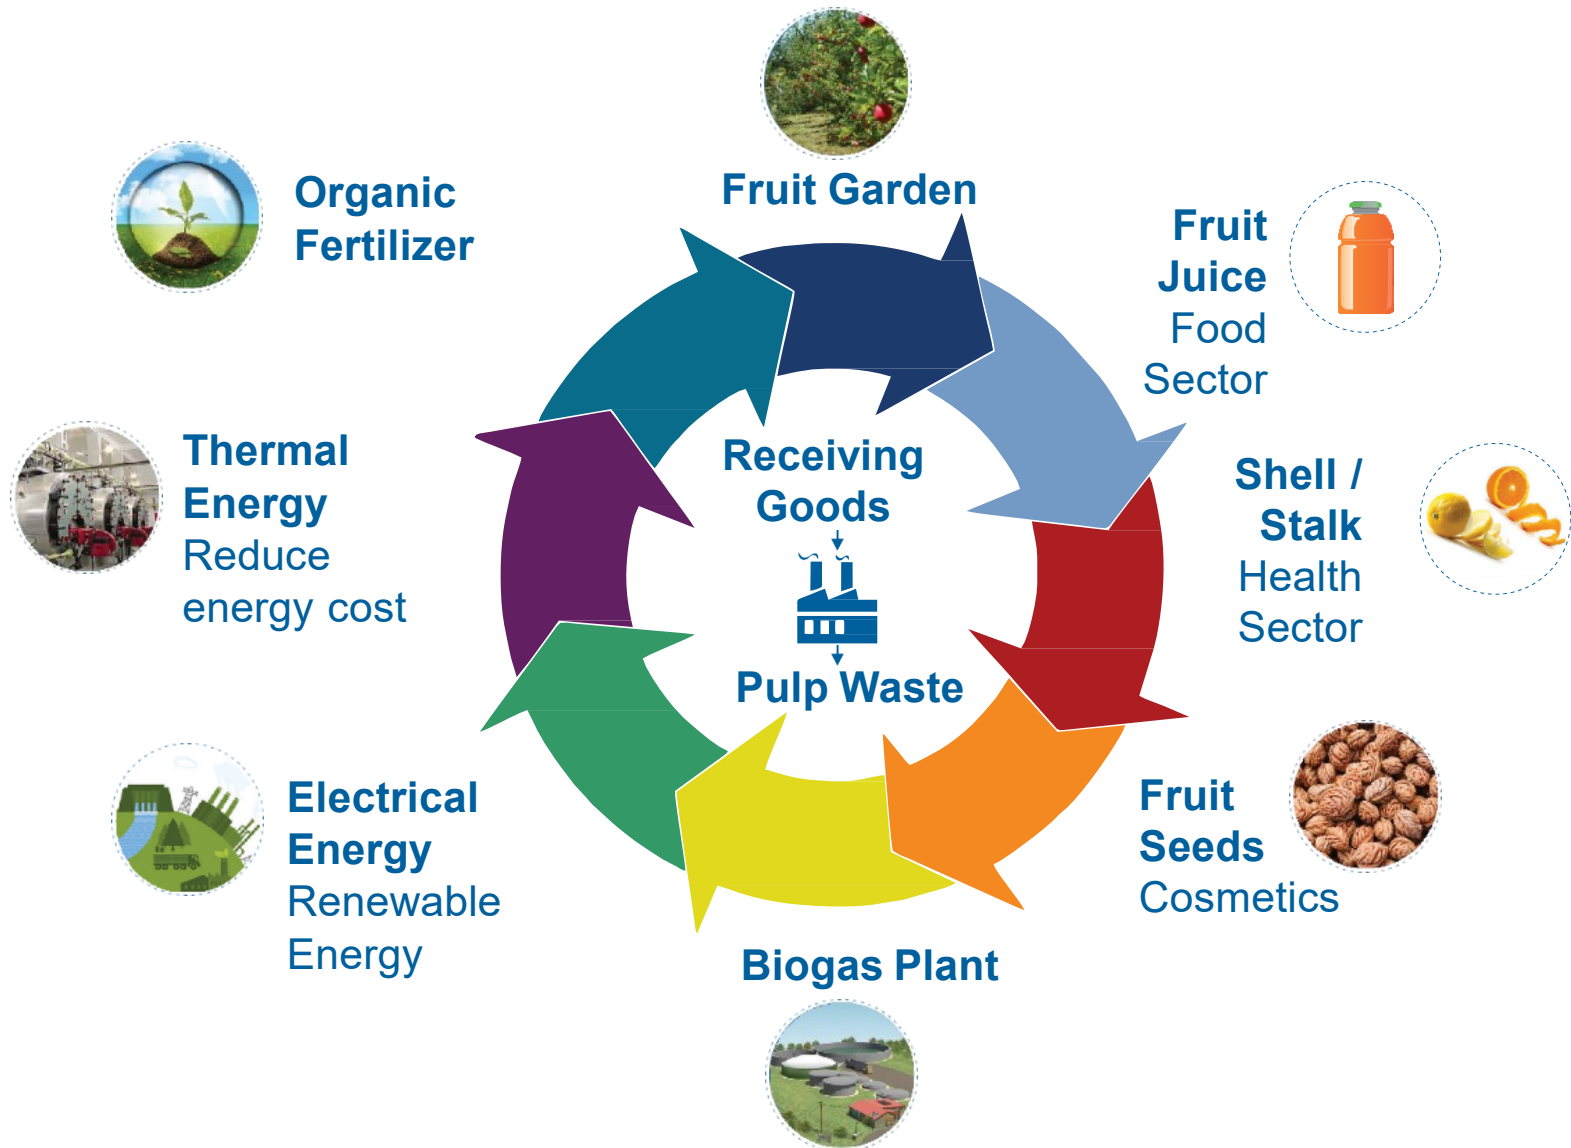 Fruit Garden
Fruit
Juice
Food
Sector
Shell /
Stalk
Health
Sector
Fruit
Seeds
Cosmetics
Biogas Plant
Electrical
Energy
Renewable
Energy
Thermal
Energy
Reduce
energy cost
Organic
Fertilizer
Receiving
Goods
Pulp Waste